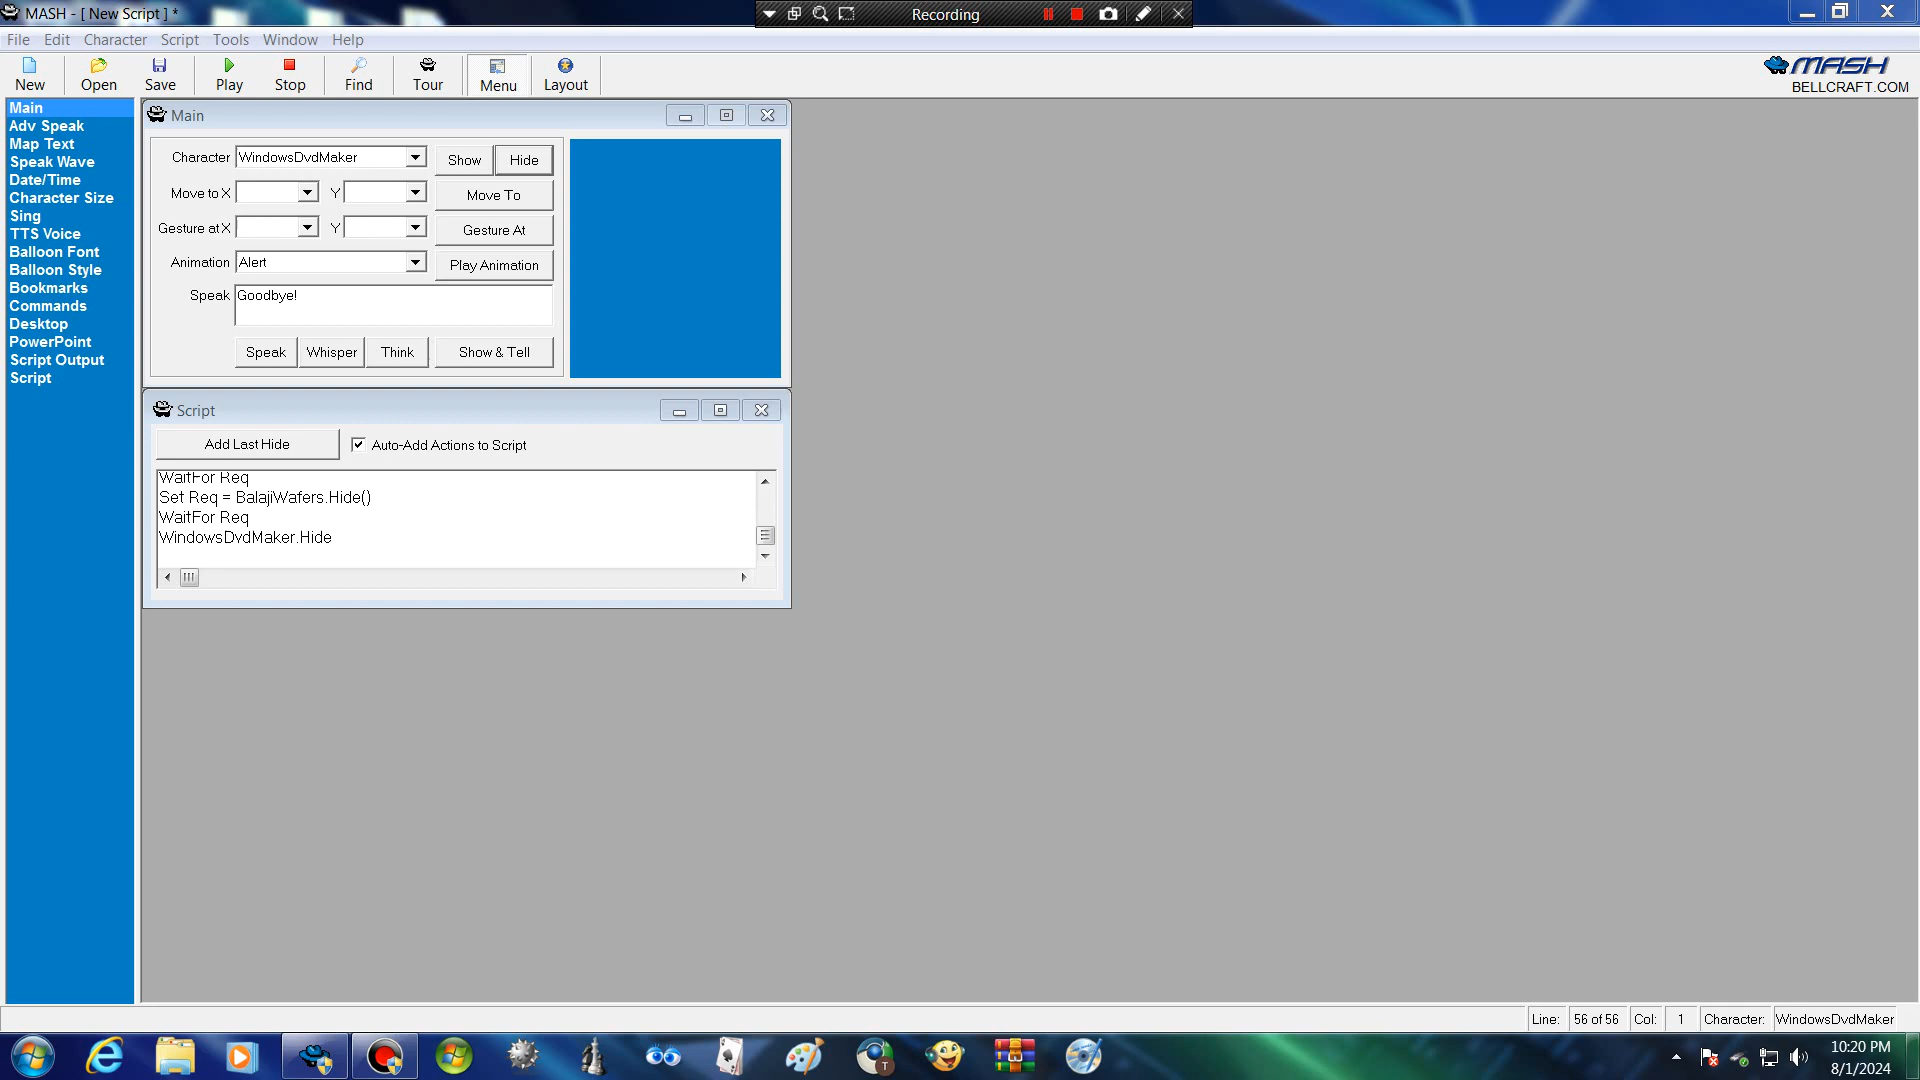 MASH - [ New Script ] *
Recording
File Edit Character Script Tools Window Help
New Open Save Play Stop Find Tour Menu Layout
MASH
BELLCRAFT.COM
Main
Adv Speak
Map Text
Speak Wave
Date/Time
Character Size
Sing
TTS Voice
Balloon Font
Balloon Style
Bookmarks
Commands
Desktop
PowerPoint
Script Output
Script
Main
Character WindowsDvdMaker Show Hide
Move to X Y Move To
Gesture at X Y Gesture At
Animation Alert Play Animation
Speak Goodbye!
Speak Whisper Think Show & Tell
Script
Add Last Hide Auto-Add Actions to Script
WaitFor Req
Set Req = BalajiWafers.Hide()
WaitFor Req
WindowsDvdMaker.Hide
Line: 56 of 56 Col: 1 Character: WindowsDvdMaker
10:20 PM
8/1/2024